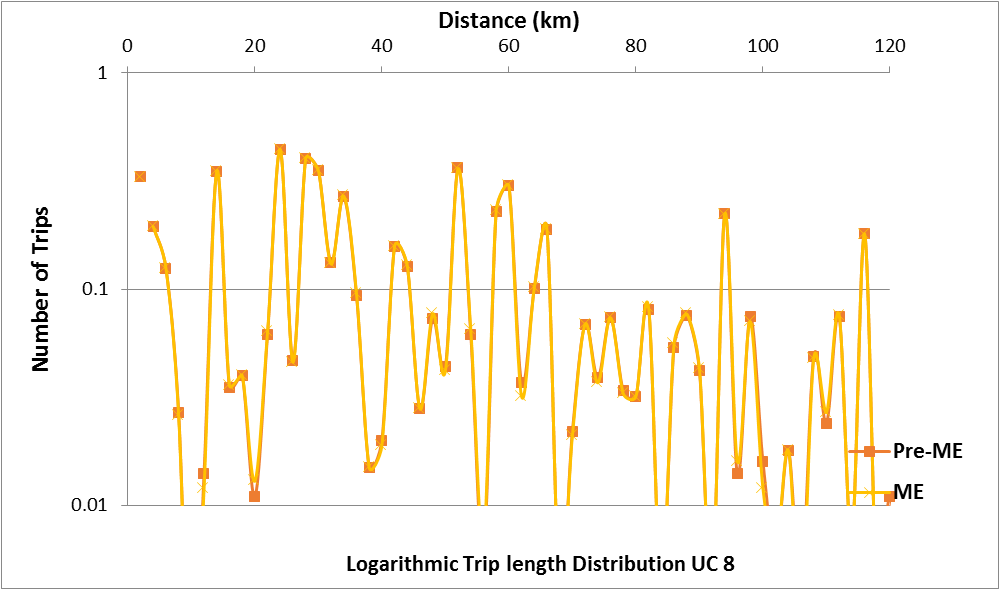 Distance (km)
0 20 40 60 80 100 120
1
0.1
0.01
Number of Trips
Pre-ME
ME
Logarithmic Trip length Distribution UC 8